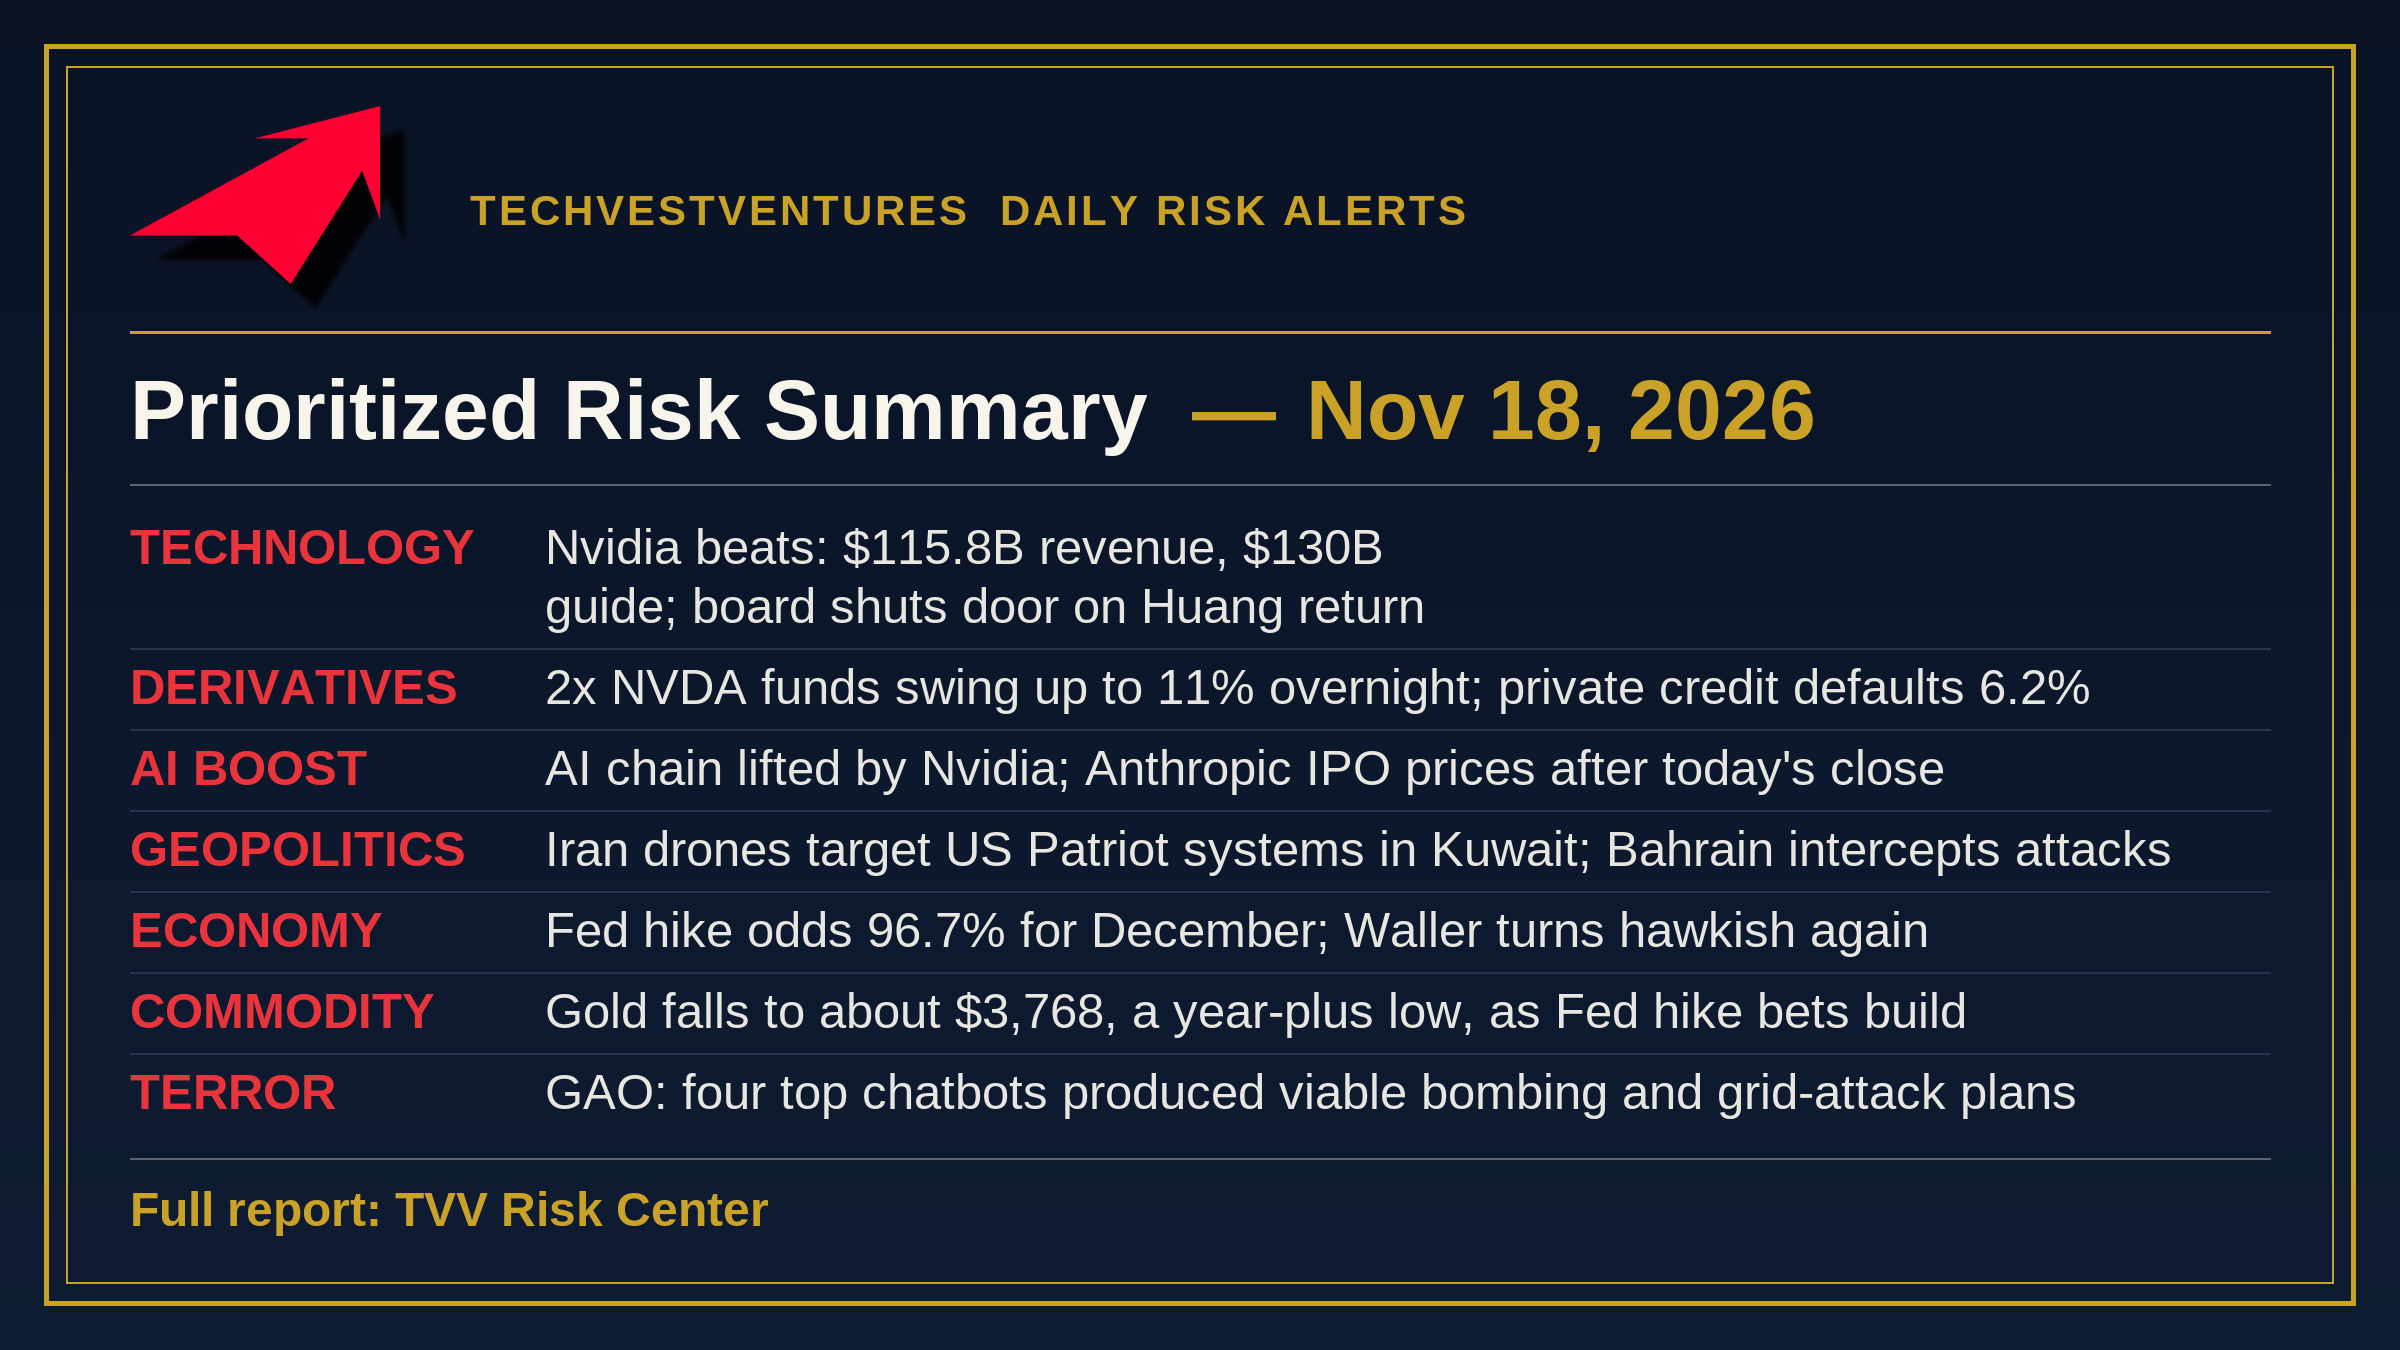 TECHVESTVENTURES DAILY RISK ALERTS
Prioritized Risk Summary — Nov 18, 2026
TECHNOLOGY Nvidia beats: $115.8B revenue, $130B
guide; board shuts door on Huang return
DERIVATIVES 2x NVDA funds swing up to 11% overnight; private credit defaults 6.2%
AI BOOST AI chain lifted by Nvidia; Anthropic IPO prices after today's close
GEOPOLITICS Iran drones target US Patriot systems in Kuwait; Bahrain intercepts attacks
ECONOMY Fed hike odds 96.7% for December; Waller turns hawkish again
COMMODITY Gold falls to about $3,768, a year-plus low, as Fed hike bets build
TERROR GAO: four top chatbots produced viable bombing and grid-attack plans
Full report: TVV Risk Center